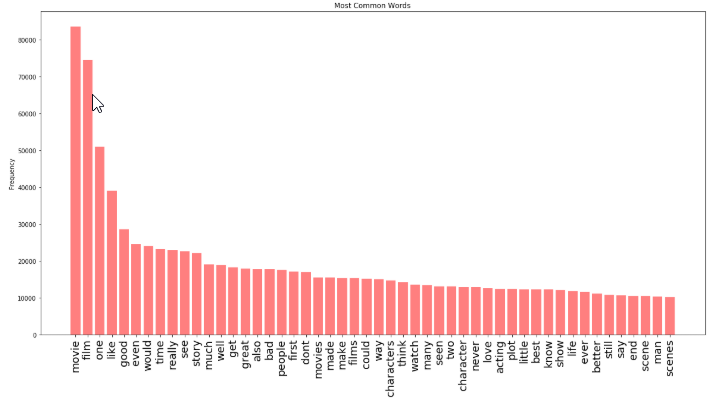 Most Common Words
Frequency
80000
70000
60000
50000
40000
30000
20000
10000
0
movie
film
one
like
good
even
would
time
really
see
story
much
well
get
great
also
bad
people
first
dont
movies
made
make
films
could
way
characters
think
watch
many
seen
two
character
never
love
acting
plot
little
best
know
show
life
ever
better
still
say
end
scene
man
scenes